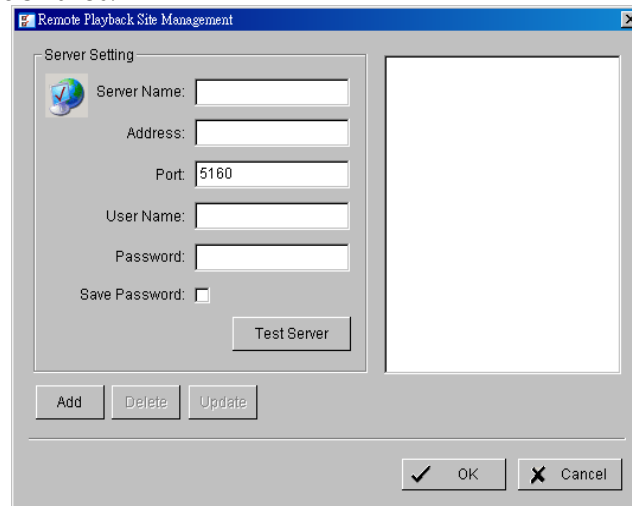 Remote Playback Site Management
Server Setting
Server Name:
Address:
Port: 5160
User Name:
Password:
Save Password:
Test Server
Add Delete Update
OK Cancel